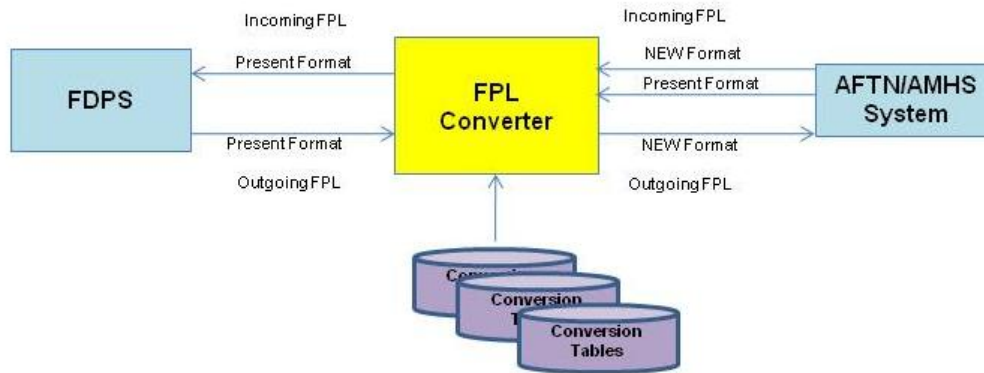 Incoming FPL
Incoming FPL
Present Format
NEW Format
Present Format
FDPS
FPL
Converter
AFTN/AMHS
System
Present Format
NEW Format
Outgoing FPL
Outgoing FPL
Conversion
Conversion
Tables